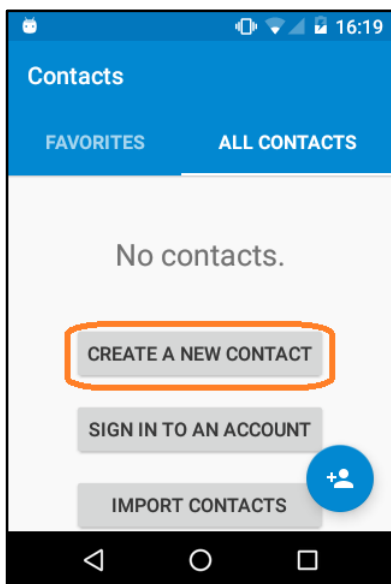 16:19
Contacts
FAVORITES ALL CONTACTS
No contacts.
CREATE A NEW CONTACT
SIGN IN TO AN ACCOUNT
IMPORT CONTACTS